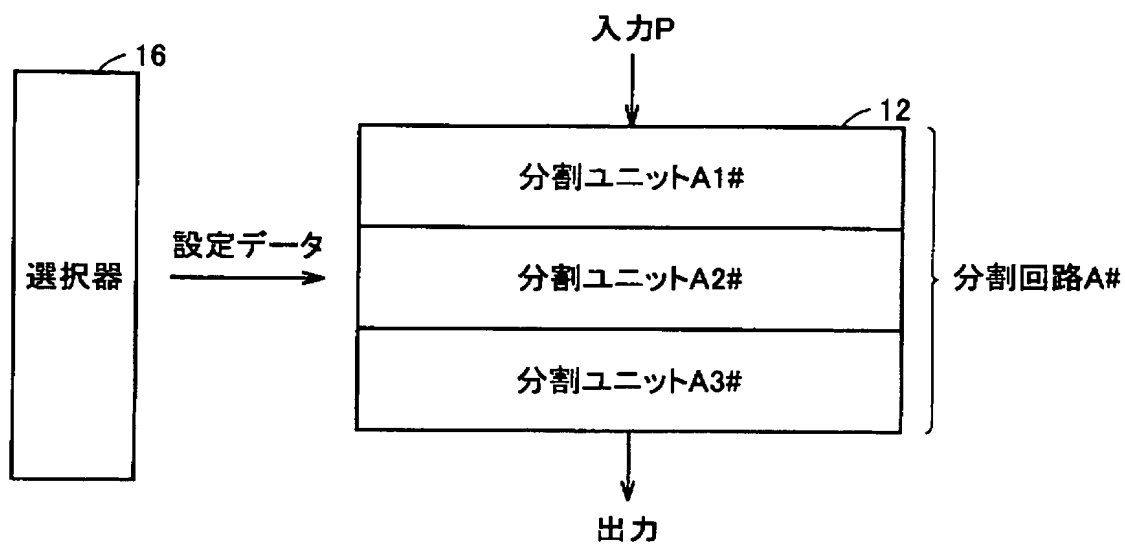 入力P
16
12
分割ユニットA1#
設定データ
選択器
分割ユニットA2#
分割回路A#
分割ユニットA3#
出力